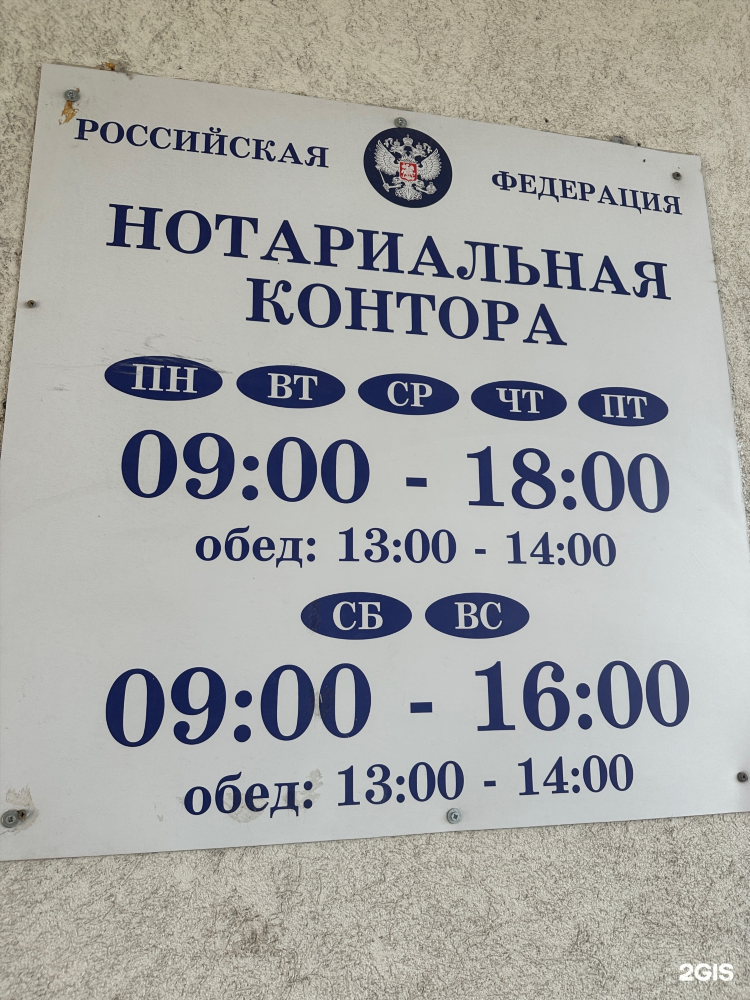 РОССИЙСКАЯ ФЕДЕРАЦИЯ
НОТАРИАЛЬНАЯ
КОНТОРА
ПН ВТ СР ЧТ ПТ
09:00 - 18:00
обед: 13:00 - 14:00
СБ ВС
09:00 - 16:00
обед: 13:00 - 14:00
2GIS